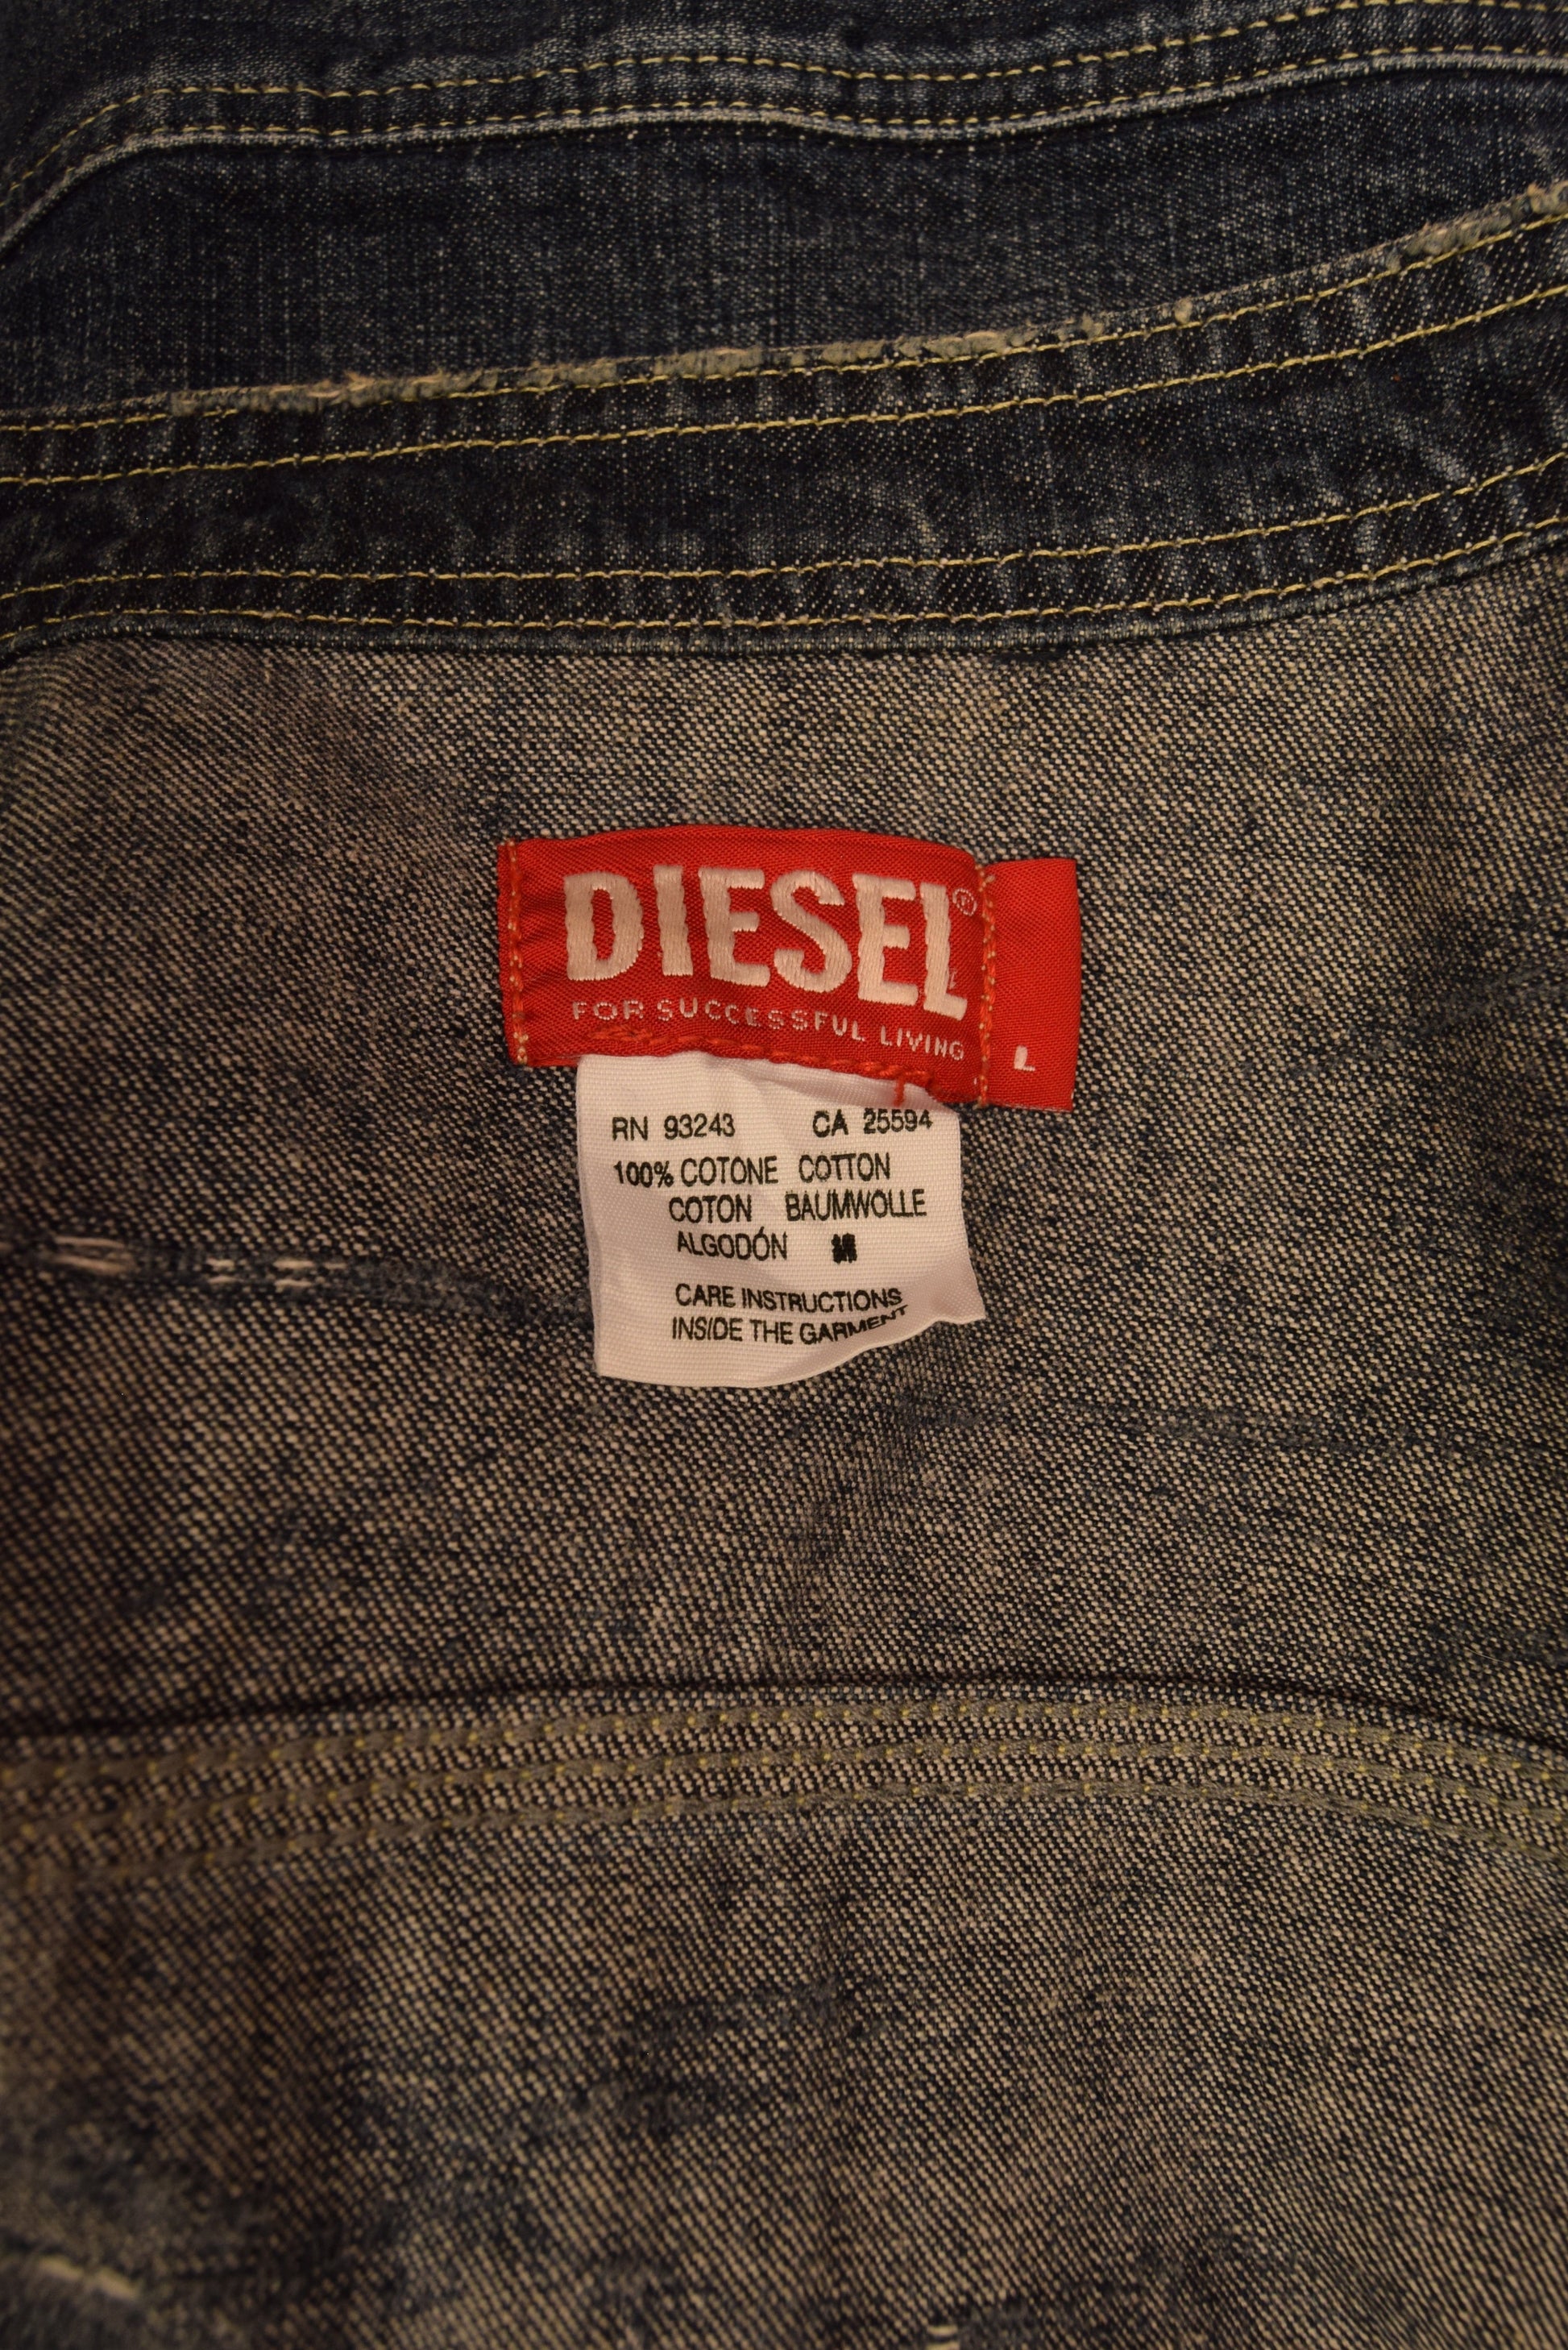 DIESEL®
FOR SUCCESSFUL LIVING
L
RN 93243 CA 25594
100% COTONE COTTON
COTON BAUMWOLLE
ALGODÓN
CARE INSTRUCTIONS
INSIDE THE GARMENT